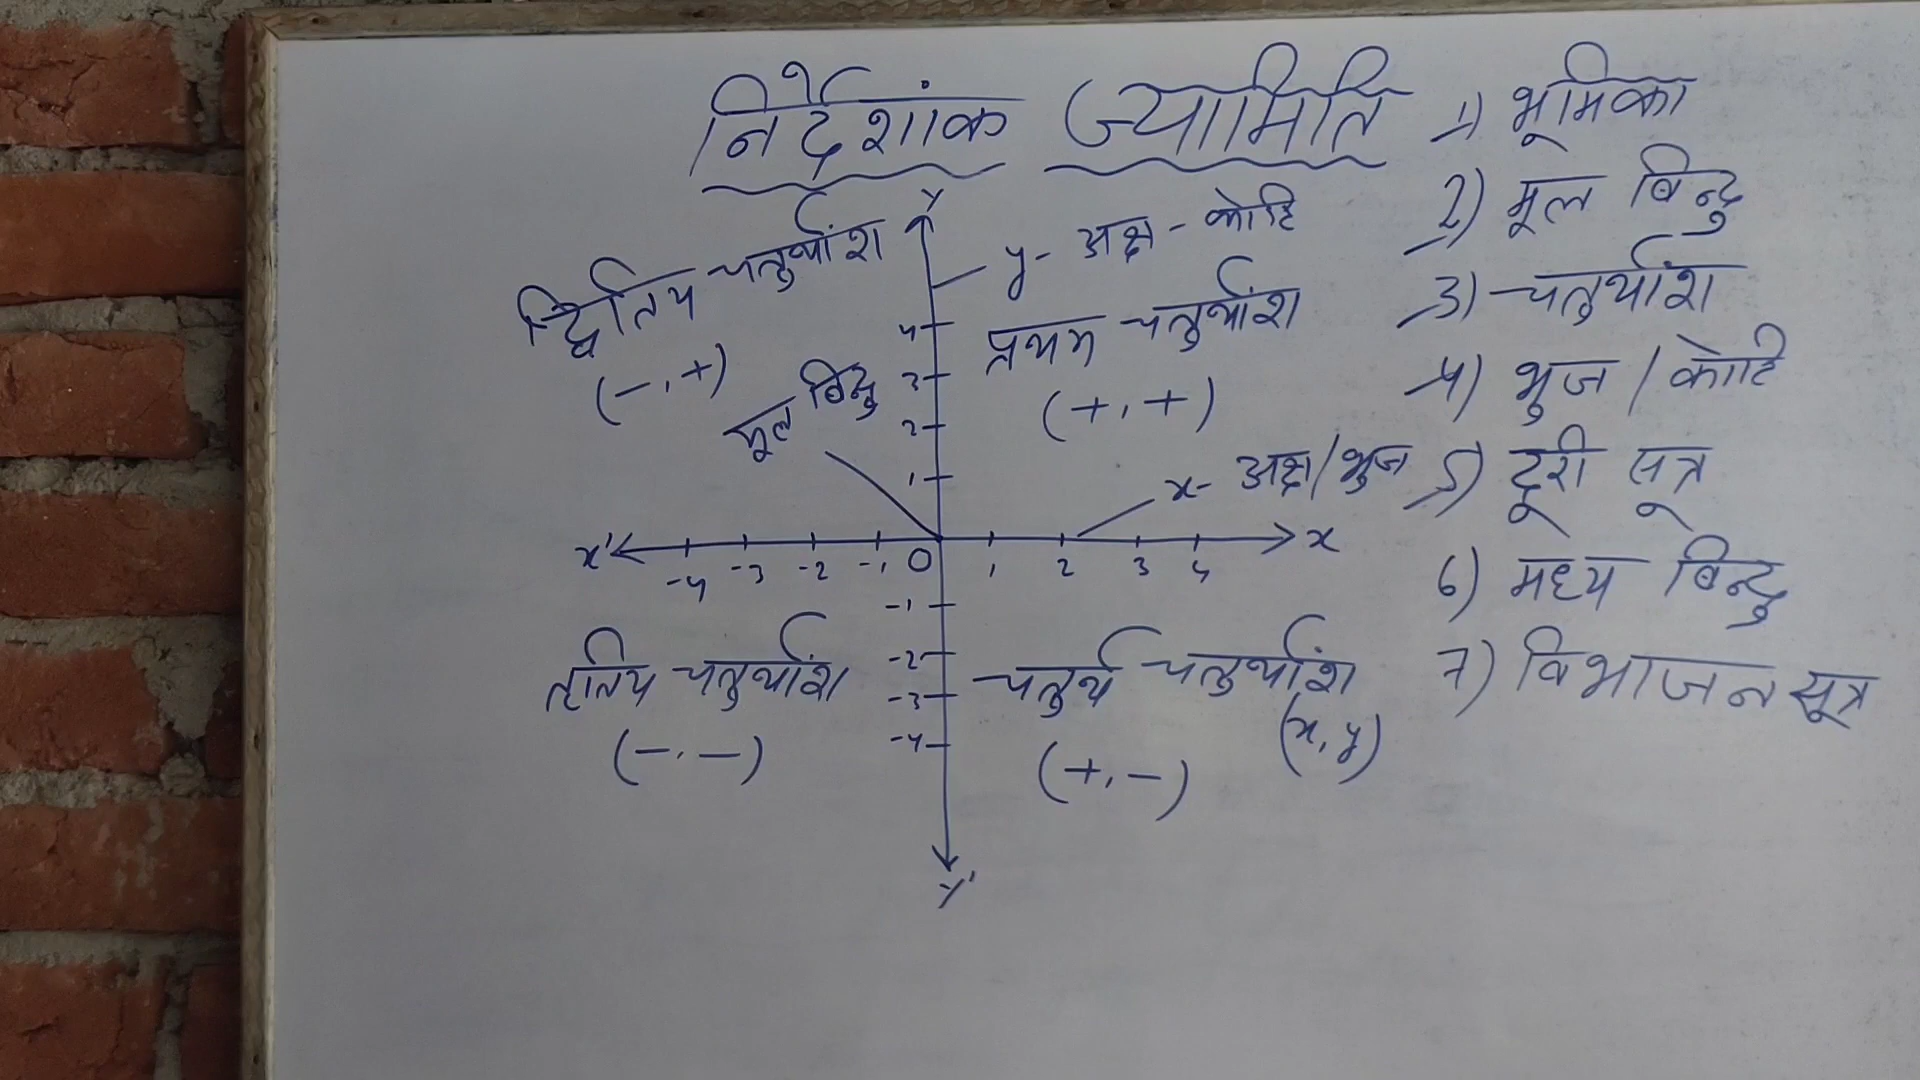 निर्देशांक ज्यामिति
Y
y- अक्ष - कोटि
द्वितिय चतुर्थांश
(-, +)
प्रथम चतुर्थांश
(+, +)
मूल बिन्दु
4
3
2
1
x- अक्ष/भुज
x' -4 -3 -2 -1 0 1 2 3 4 x
-1
-2
-3
-4
तृतिय चतुर्थांश
(-, -)
चतुर्थ चतुर्थांश
(+, -)
(x, y)
Y'
1) भूमिका
2) मूल बिन्दु
3) चतुर्थांश
4) भुज / कोटि
5) दूरी सूत्र
6) मध्य बिन्दु
7) विभाजन सूत्र